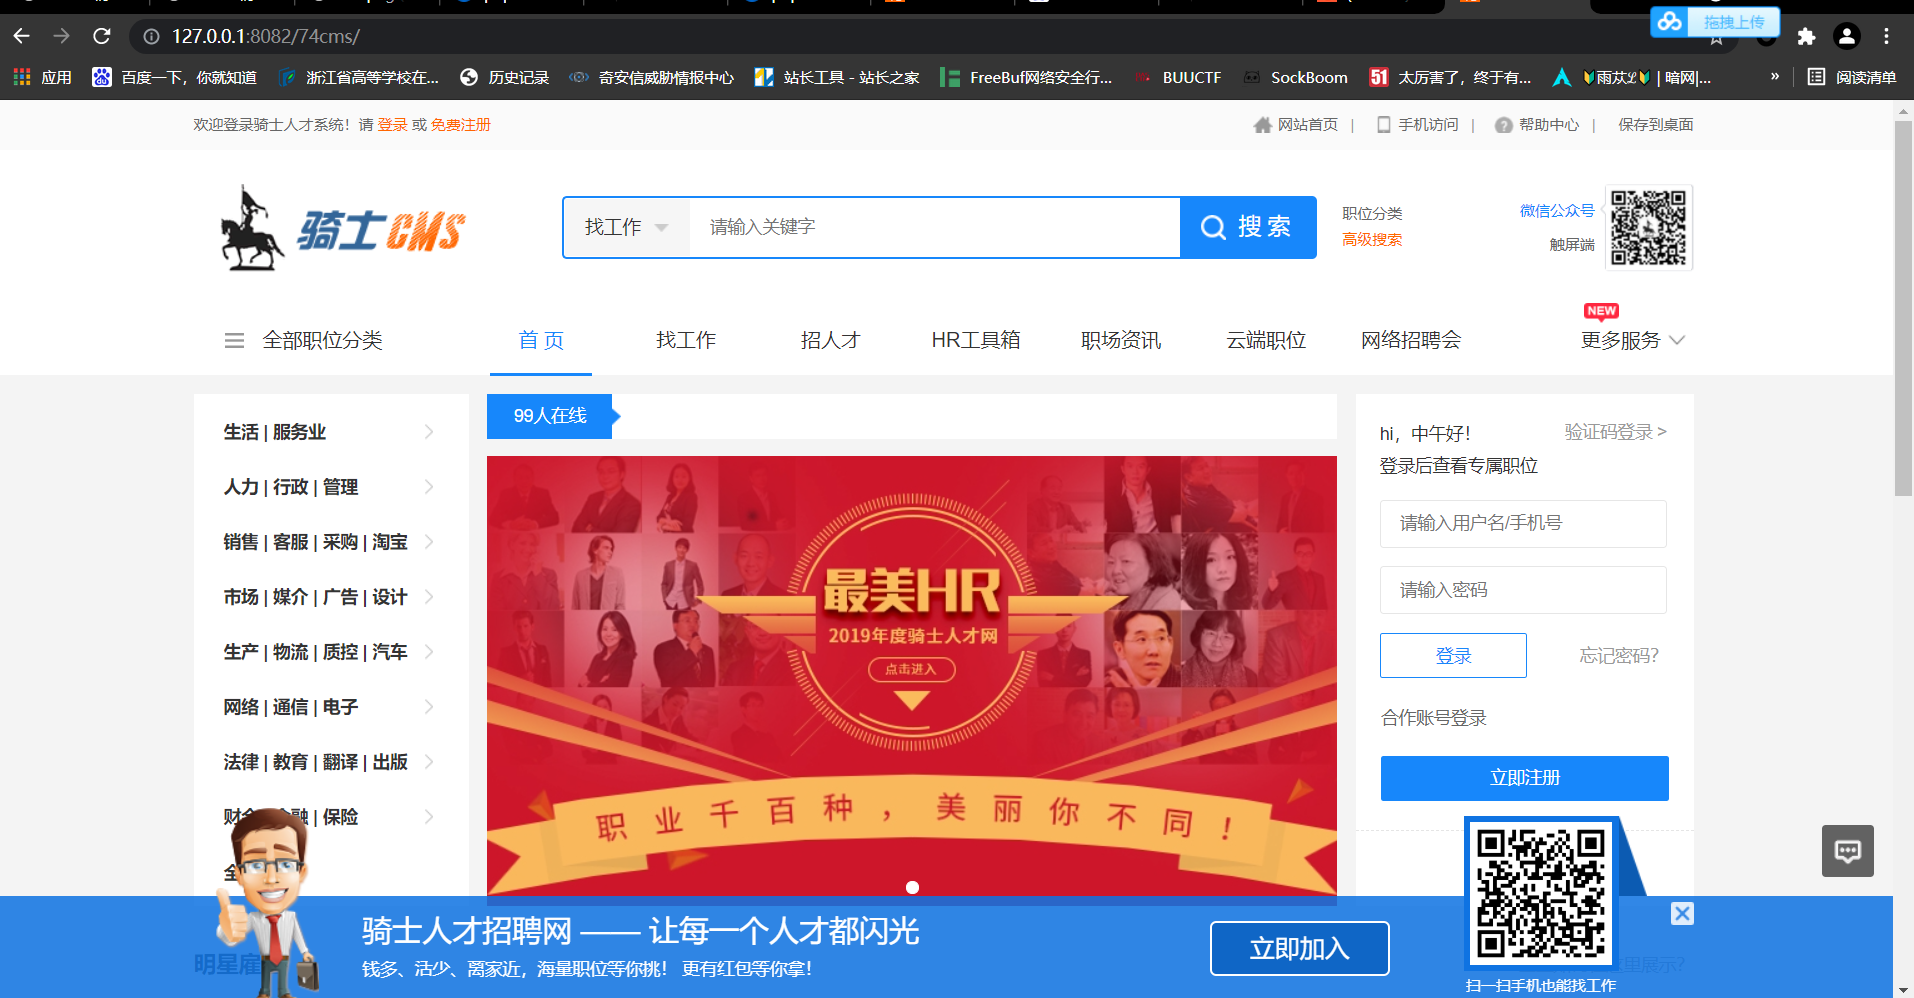 拖拽上传
127.0.0.1:8082/74cms/
应用 百度一下，你就知道 浙江省高等学校在... 历史记录 奇安信威胁情报中心 站长工具 - 站长之家 FreeBuf网络安全行... BUUCTF SockBoom 51 太厉害了，终于有... | 暗网|... » 阅读清单
欢迎登录骑士人才系统！请 登录 或 免费注册
网站首页 | 手机访问 | 帮助中心 | 保存到桌面
骑士CMS
找工作 请输入关键字 搜 索
职位分类
高级搜索
微信公众号
触屏端
NEW
全部职位分类 首 页 找工作 招人才 HR工具箱 职场资讯 云端职位 网络招聘会 更多服务
生活 | 服务业
人力 | 行政 | 管理
销售 | 客服 | 采购 | 淘宝
市场 | 媒介 | 广告 | 设计
生产 | 物流 | 质控 | 汽车
网络 | 通信 | 电子
法律 | 教育 | 翻译 | 出版
| 保险
99人在线
最美HR
2019年度骑士人才网
点击进入
职业千百种，美丽你不同！
hi，中午好！ 验证码登录 >
登录后查看专属职位
请输入用户名/手机号
请输入密码
登录 忘记密码?
合作账号登录
立即注册
骑士人才招聘网 —— 让每一个人才都闪光
钱多、活少、离家近，海量职位等你挑！ 更有红包等你拿！
立即加入
明星雇
里展示?
扫一扫手机也能找工作